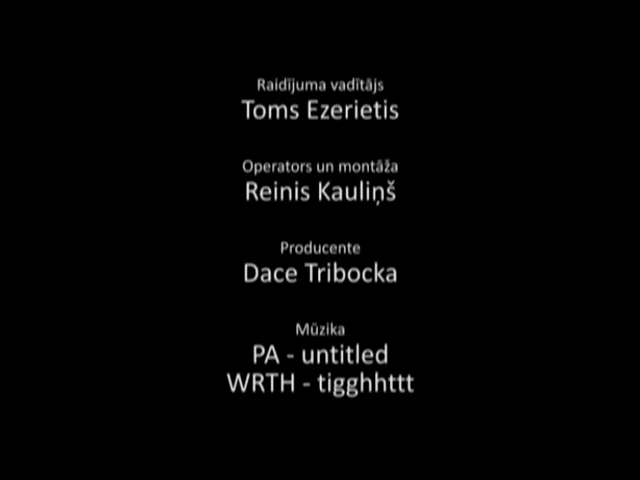 Raidījuma vadītājs
Toms Ezerietis
Operators un montāža
Reinis Kauliņš
Producente
Dace Tribocka
Mūzika
PA - untitled
WRTH - tigghhttt